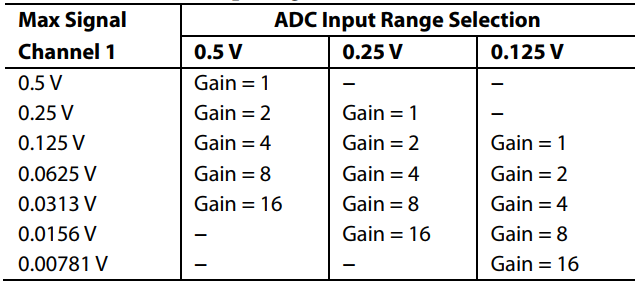 Max Signal ADC Input Range Selection
Channel 1 0.5 V 0.25 V 0.125 V
0.5 V Gain = 1 – –
0.25 V Gain = 2 Gain = 1 –
0.125 V Gain = 4 Gain = 2 Gain = 1
0.0625 V Gain = 8 Gain = 4 Gain = 2
0.0313 V Gain = 16 Gain = 8 Gain = 4
0.0156 V – Gain = 16 Gain = 8
0.00781 V – – Gain = 16